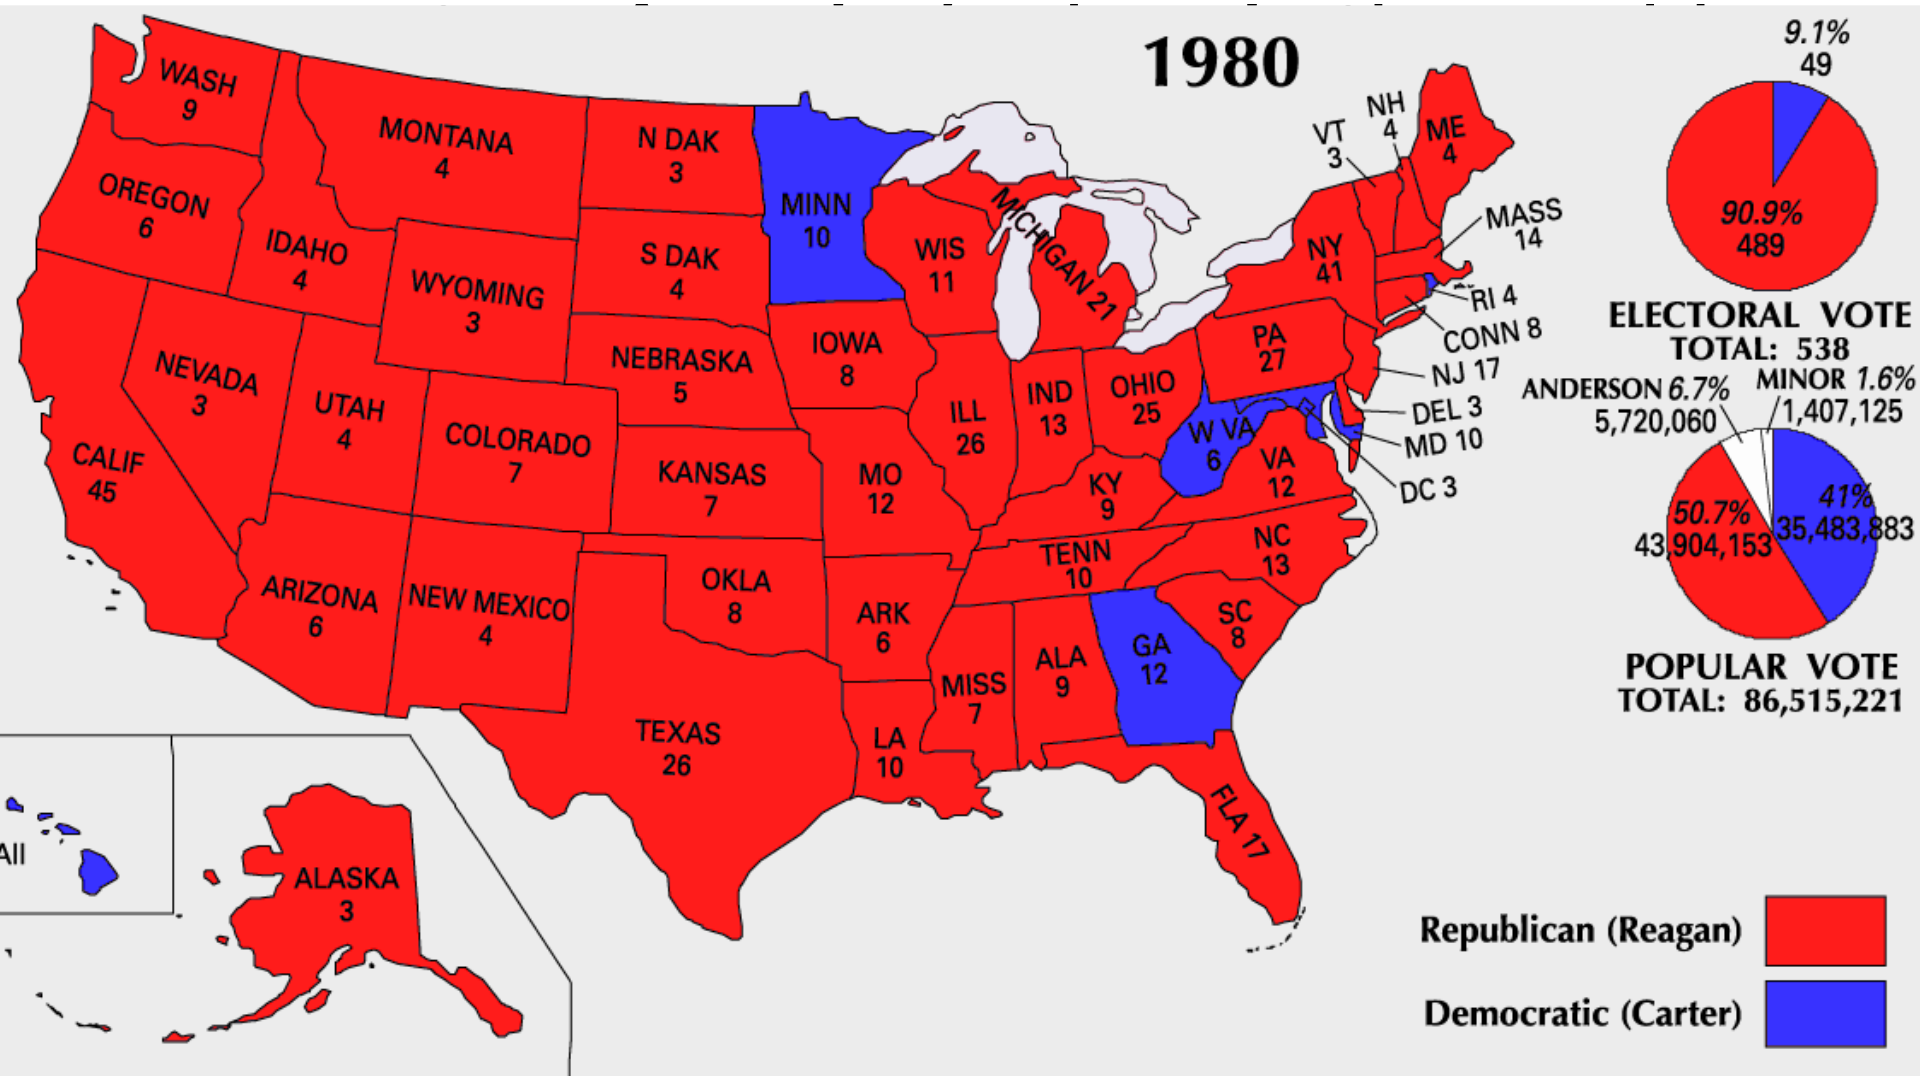 1980
WASH
9
OREGON
6
CALIF
45
NEVADA
3
IDAHO
4
MONTANA
4
WYOMING
3
UTAH
4
COLORADO
7
ARIZONA
6
NEW MEXICO
4
N DAK
3
S DAK
4
NEBRASKA
5
KANSAS
7
OKLA
8
TEXAS
26
MINN
10
IOWA
8
MO
12
ARK
6
LA
10
WIS
11
ILL
26
MICHIGAN 21
IND
13
OHIO
25
KY
9
TENN
10
MISS
7
ALA
9
GA
12
FLA 17
SC
8
NC
13
VA
12
W VA
6
PA
27
NY
41
VT
3
NH
4
ME
4
MASS
14
RI 4
CONN 8
NJ 17
DEL 3
MD 10
DC 3
ALASKA
3
AII
9.1%
49
90.9%
489
ELECTORAL VOTE
TOTAL: 538
ANDERSON 6.7%
5,720,060
MINOR 1.6%
1,407,125
50.7%
43,904,153
41%
35,483,883
POPULAR VOTE
TOTAL: 86,515,221
Republican (Reagan)
Democratic (Carter)